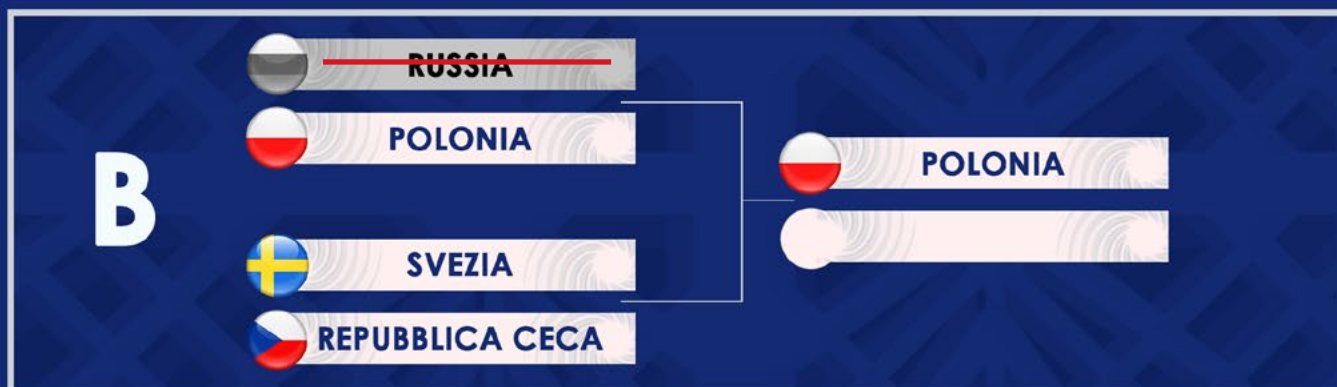 RUSSIA
POLONIA
POLONIA
B
SVEZIA
REPUBBLICA CECA